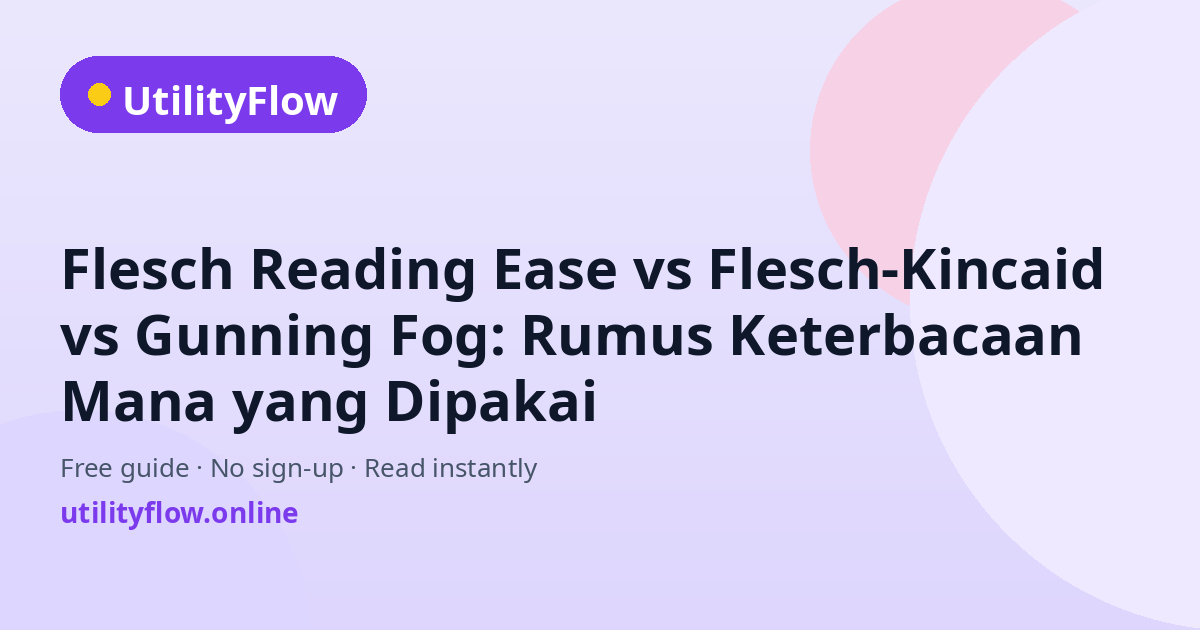 UtilityFlow
Flesch Reading Ease vs Flesch-Kincaid
vs Gunning Fog: Rumus Keterbacaan
Mana yang Dipakai
Free guide · No sign-up · Read instantly
utilityflow.online